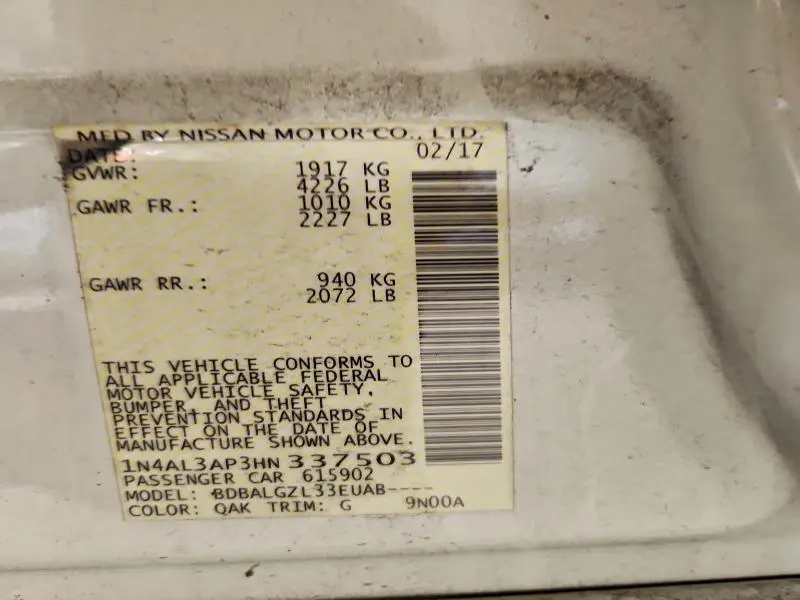 MFD BY NISSAN MOTOR CO., LTD.
DATE: 02/17
GVWR: 1917 KG
4226 LB
GAWR FR.: 1010 KG
2227 LB
GAWR RR.: 940 KG
2072 LB
THIS VEHICLE CONFORMS TO
ALL APPLICABLE FEDERAL
MOTOR VEHICLE SAFETY,
BUMPER, AND THEFT
PREVENTION STANDARDS IN
EFFECT ON THE DATE OF
MANUFACTURE SHOWN ABOVE.
1N4AL3AP3HN 337503
PASSENGER CAR 615902
MODEL: BDBALGZL33EUAB----
COLOR: QAK TRIM: G 9N00A